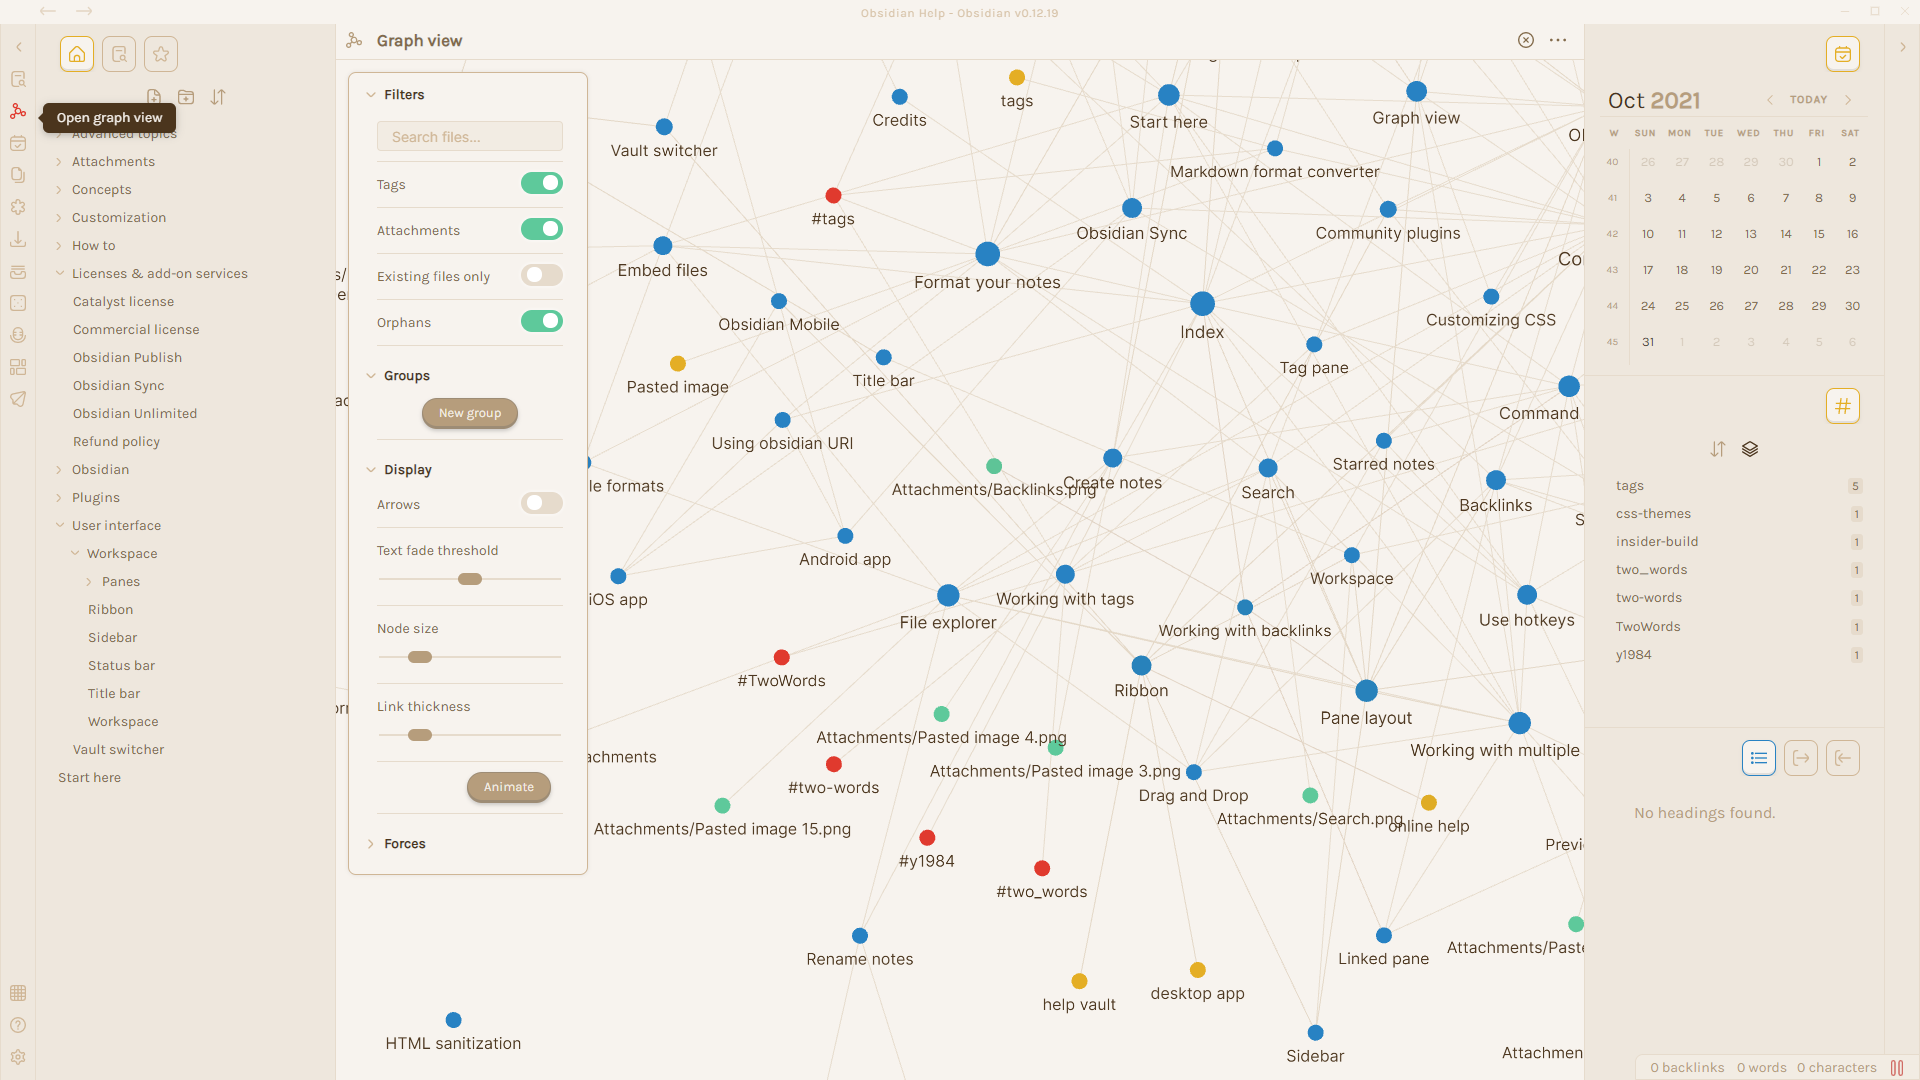 Obsidian Help - Obsidian v0.12.19
Open graph view
Advanced topics
Attachments
Concepts
Customization
How to
Licenses & add-on services
Catalyst license
Commercial license
Obsidian Publish
Obsidian Sync
Obsidian Unlimited
Refund policy
Obsidian
Plugins
User interface
Workspace
Panes
Ribbon
Sidebar
Status bar
Title bar
Workspace
Vault switcher
Start here
Graph view
Filters
Search files...
Tags
Attachments
Existing files only
Orphans
Groups
New group
Display
Arrows
Text fade threshold
Node size
Link thickness
Animate
Forces
tags
Credits
Start here
Graph view
Vault switcher
Markdown format converter
#tags
Obsidian Sync
Community plugins
Embed files
Format your notes
Obsidian Mobile
Index
Customizing CSS
Tag pane
Title bar
Pasted image
Command
Using obsidian URI
Starred notes
le formats
Attachments/Backlinks.png
Create notes
Search
Backlinks
Android app
Workspace
iOS app
Working with tags
File explorer
Working with backlinks
Use hotkeys
#TwoWords
Ribbon
Pane layout
Attachments/Pasted image 4.png
Working with multiple
achments
Attachments/Pasted image 3.png
#two-words
Drag and Drop
Attachments/Pasted image 15.png
Attachments/Search.png
online help
Previ
#y1984
#two_words
Rename notes
Linked pane
Attachments/Paste
help vault
desktop app
HTML sanitization
Sidebar
Attachmen
Oct 2021
TODAY
W SUN MON TUE WED THU FRI SAT
40 26 27 28 29 30 1 2
41 3 4 5 6 7 8 9
42 10 11 12 13 14 15 16
43 17 18 19 20 21 22 23
44 24 25 26 27 28 29 30
45 31 1 2 3 4 5 6
tags 5
css-themes 1
insider-build 1
two_words 1
two-words 1
TwoWords 1
y1984 1
No headings found.
0 backlinks 0 words 0 characters